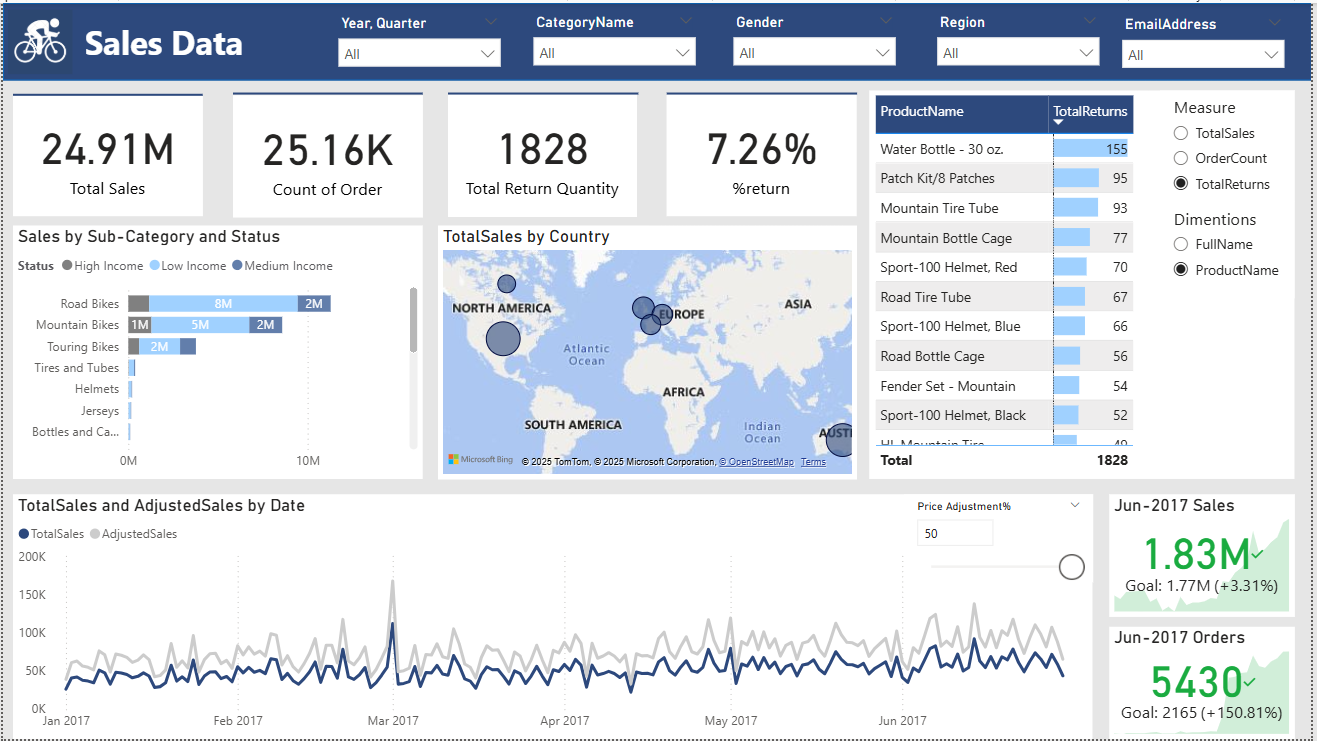 Sales Data
Year, Quarter
All
CategoryName
All
Gender
All
Region
All
EmailAddress
All
24.91M
Total Sales
25.16K
Count of Order
1828
Total Return Quantity
7.26%
%return
ProductName TotalReturns
Water Bottle - 30 oz. 155
Patch Kit/8 Patches 95
Mountain Tire Tube 93
Mountain Bottle Cage 77
Sport-100 Helmet, Red 70
Road Tire Tube 67
Sport-100 Helmet, Blue 66
Road Bottle Cage 56
Fender Set - Mountain 54
Sport-100 Helmet, Black 52
HL Mountain Tire 49
Total 1828
Measure
TotalSales
OrderCount
TotalReturns
Dimentions
FullName
ProductName
Sales by Sub-Category and Status
Status High Income Low Income Medium Income
Road Bikes 8M 2M
Mountain Bikes 1M 5M 2M
Touring Bikes 2M
Tires and Tubes
Helmets
Jerseys
Bottles and Ca...
0M 10M
TotalSales by Country
NORTH AMERICA
EUROPE
ASIA
Atlantic
Ocean
AFRICA
SOUTH AMERICA
Indian
Ocean
AUSTR
Microsoft Bing
© 2025 TomTom, © 2025 Microsoft Corporation, © OpenStreetMap Terms
TotalSales and AdjustedSales by Date
TotalSales AdjustedSales
Price Adjustment%
50
200K
150K
100K
50K
0K
Jan 2017 Feb 2017 Mar 2017 Apr 2017 May 2017 Jun 2017
Jun-2017 Sales
1.83M
Goal: 1.77M (+3.31%)
Jun-2017 Orders
5430
Goal: 2165 (+150.81%)